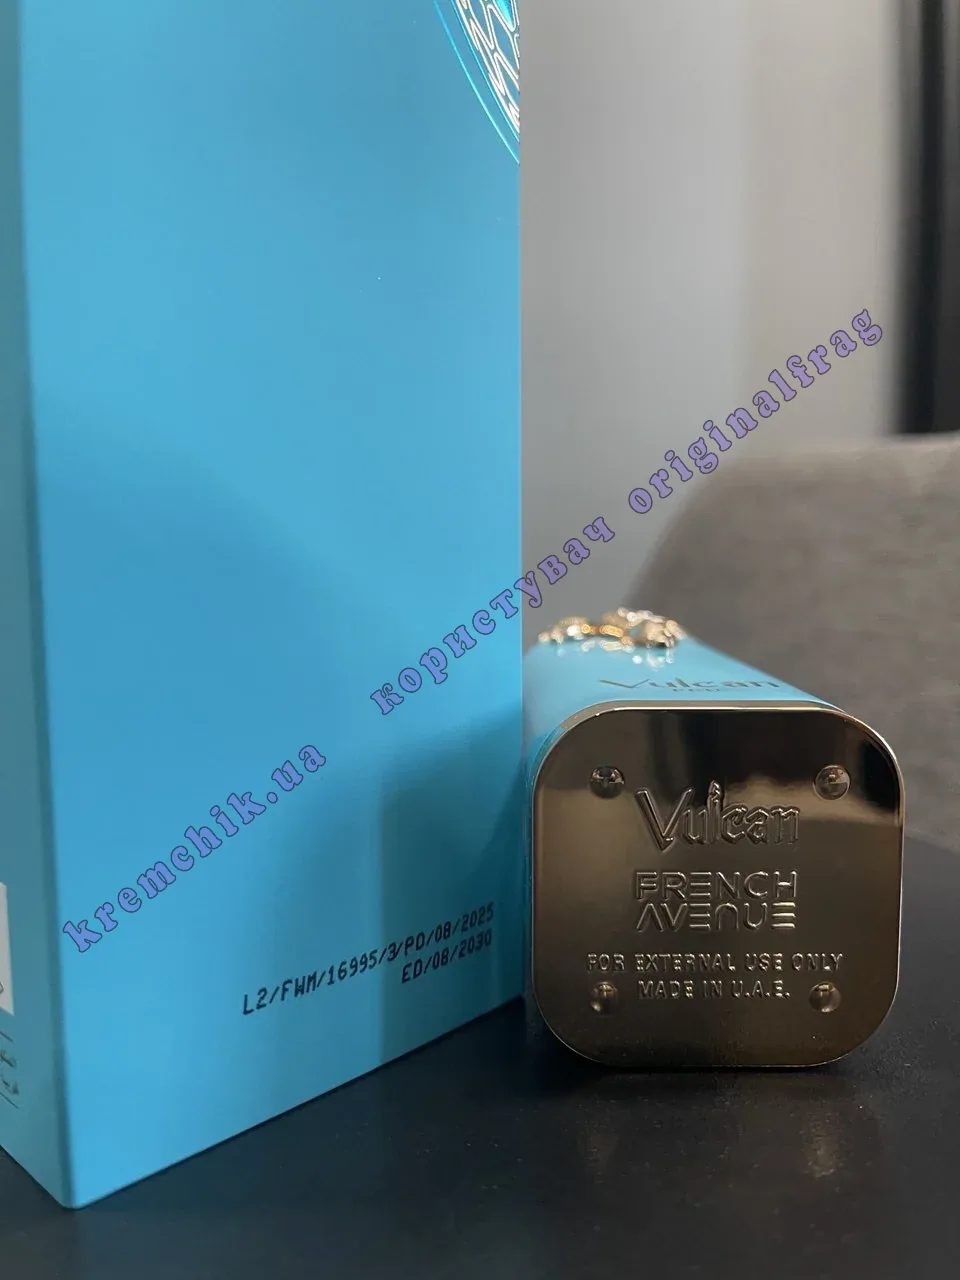 kremchik.ua користувач originalfrag
L2/FWM/16995/3/PD/08/2025
ED/08/2030
Vulcan
Vulcan
FRENCH
AVENUE
FOR EXTERNAL USE ONLY
MADE IN U.A.E.